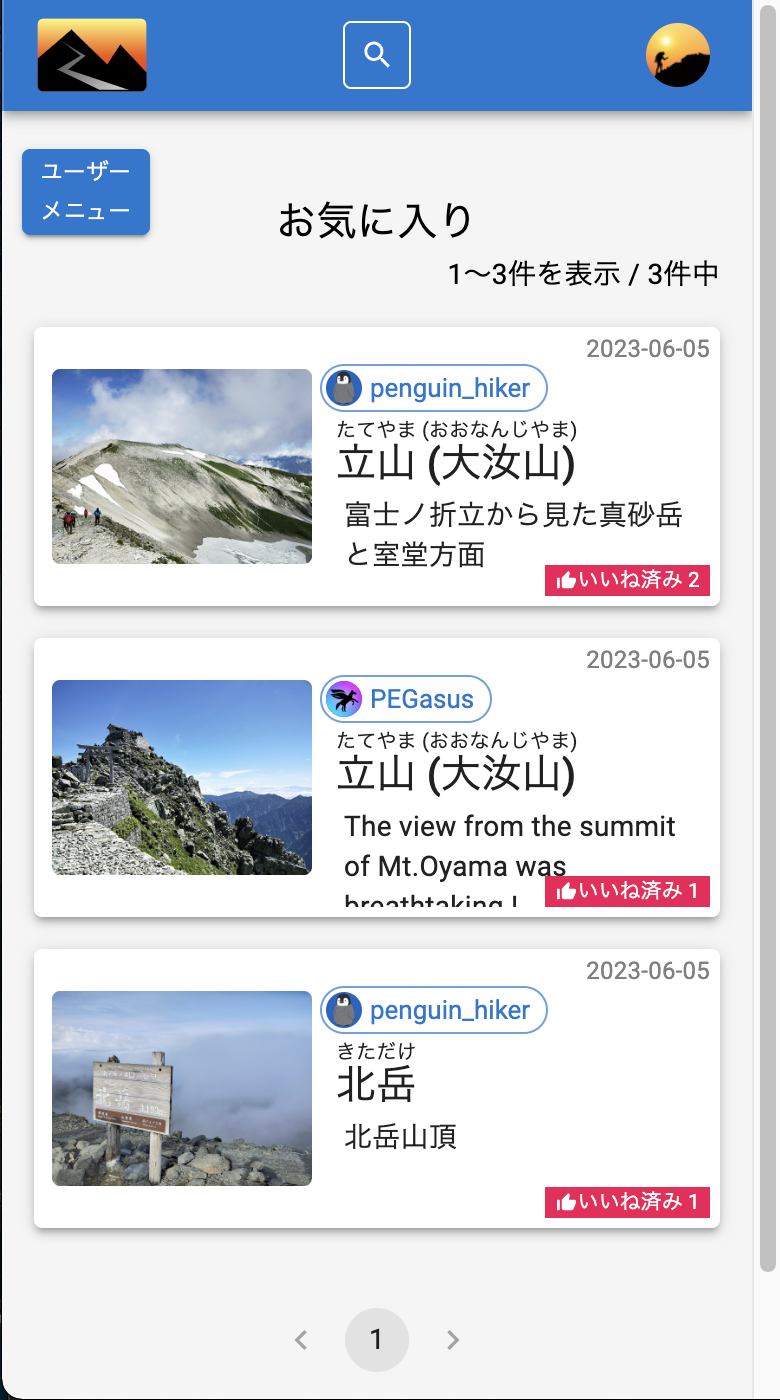 ユーザー
メニュー
お気に入り
1〜3件を表示 / 3件中
2023-06-05
penguin_hiker
たてやま (おおなんじやま)
立山 (大汝山)
富士ノ折立から見た真砂岳
と室堂方面
いいね済み 2
2023-06-05
PEGasus
たてやま (おおなんじやま)
立山 (大汝山)
The view from the summit
of Mt.Oyama was
breathtaking !
いいね済み 1
2023-06-05
penguin_hiker
きただけ
北岳
北岳山頂
北岳
いいね済み 1
1